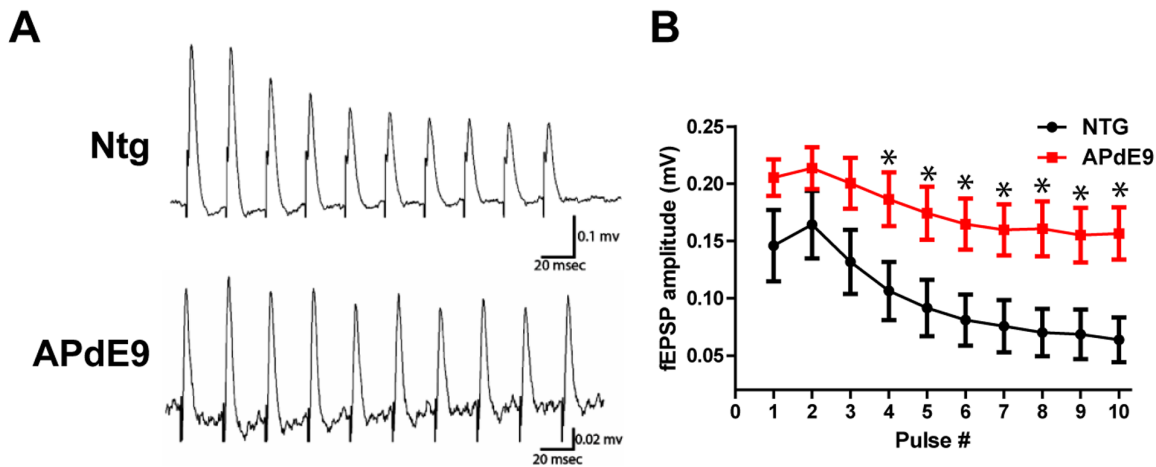 A
Ntg
0.1 mv
20 msec
APdE9
0.02 mv
20 msec
B
NTG
APdE9
fEPSP amplitude (mV)
0.25
0.20
0.15
0.10
0.05
* * * * * * *
0 1 2 3 4 5 6 7 8 9 10
Pulse #